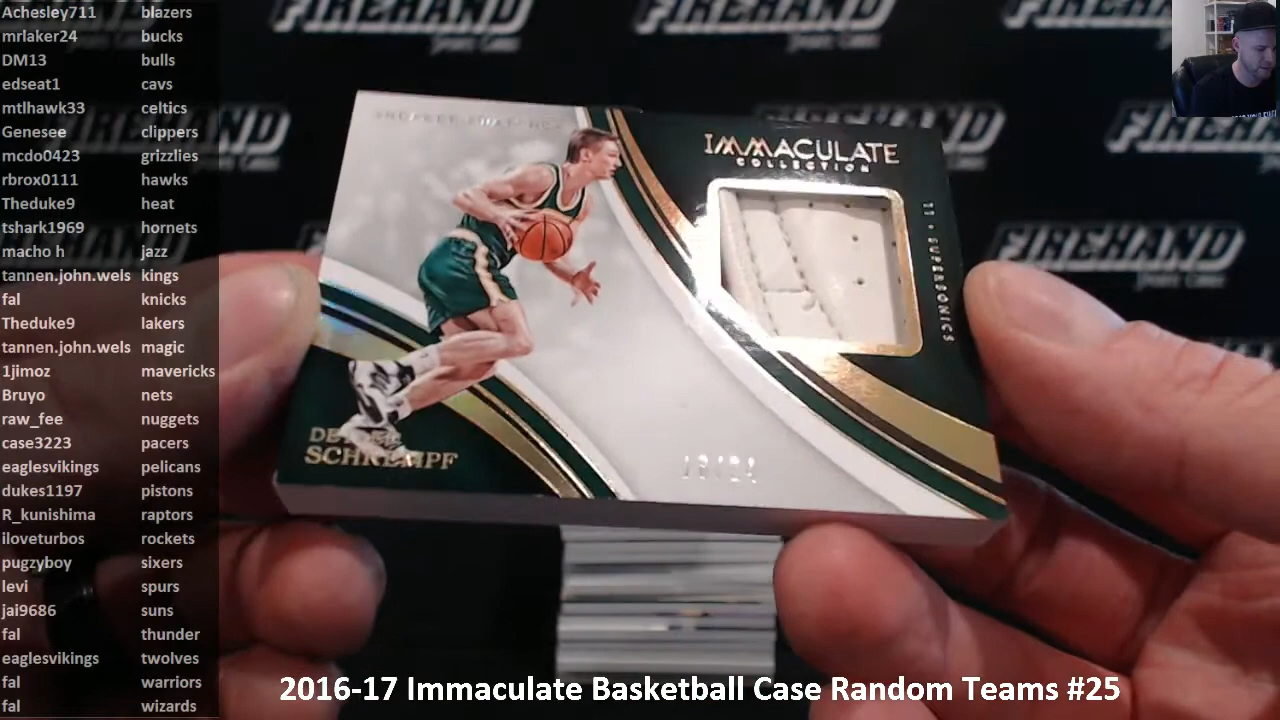 Achesley711 blazers
mrlaker24 bucks
DM13 bulls
edseat1 cavs
mtlhawk33 celtics
Genesee clippers
mcdo0423 grizzlies
rbrox0111 hawks
Theduke9 heat
tshark1969 hornets
macho h jazz
tannen.john.wels kings
fal knicks
Theduke9 lakers
tannen.john.wels magic
1jimoz mavericks
Bruyo nets
raw_fee nuggets
case3223 pacers
eaglesvikings pelicans
dukes1197 pistons
R_kunishima raptors
iloveturbos rockets
pugzyboy sixers
levi spurs
jai9686 suns
fal thunder
eaglesvikings twolves
fal warriors
fal wizards
FIREHAND
FIREHAND
FIREHAND
FIREHAND
FIREHAND
FIREHAND
IMMACULATE
COLLECTION
11 • SUPERSONICS
SCHREMPF
2016-17 Immaculate Basketball Case Random Teams #25